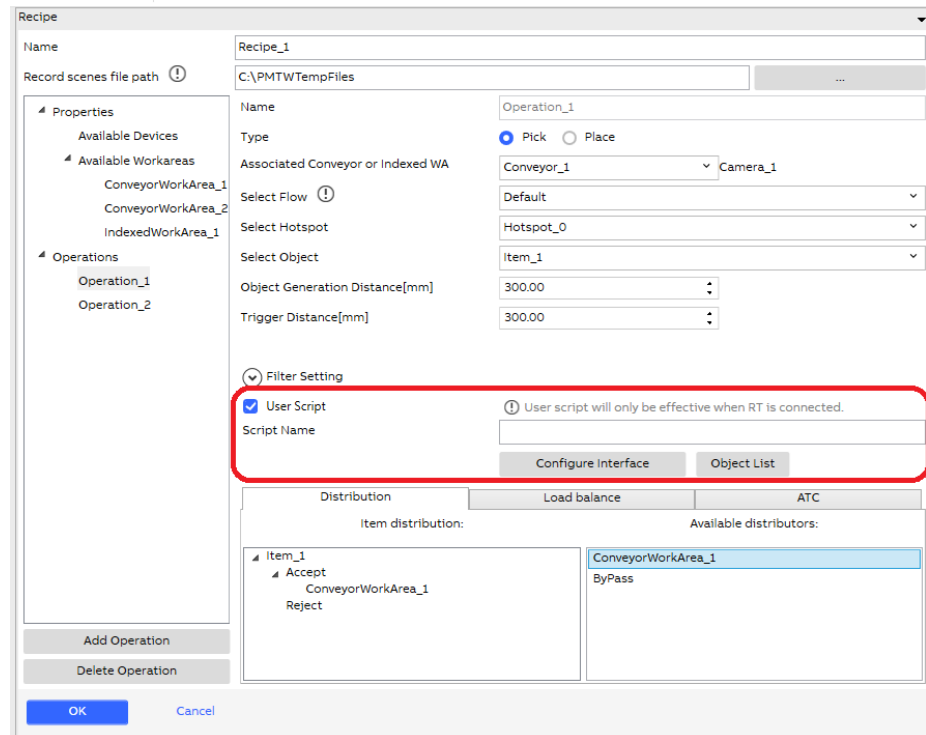 Recipe
Name
Recipe_1
Record scenes file path
C:\PMTWTempFiles
...
Properties
Available Devices
Available Workareas
ConveyorWorkArea_1
ConveyorWorkArea_2
IndexedWorkArea_1
Operations
Operation_1
Operation_2
Add Operation
Delete Operation
Name
Operation_1
Type
Pick
Place
Associated Conveyor or Indexed WA
Conveyor_1
Camera_1
Select Flow
Default
Select Hotspot
Hotspot_0
Select Object
Item_1
Object Generation Distance[mm]
300.00
Trigger Distance[mm]
300.00
Filter Setting
User Script
User script will only be effective when RT is connected.
Script Name
Configure Interface
Object List
Distribution
Load balance
ATC
Item distribution:
Item_1
Accept
ConveyorWorkArea_1
Reject
Available distributors:
ConveyorWorkArea_1
ByPass
OK
Cancel